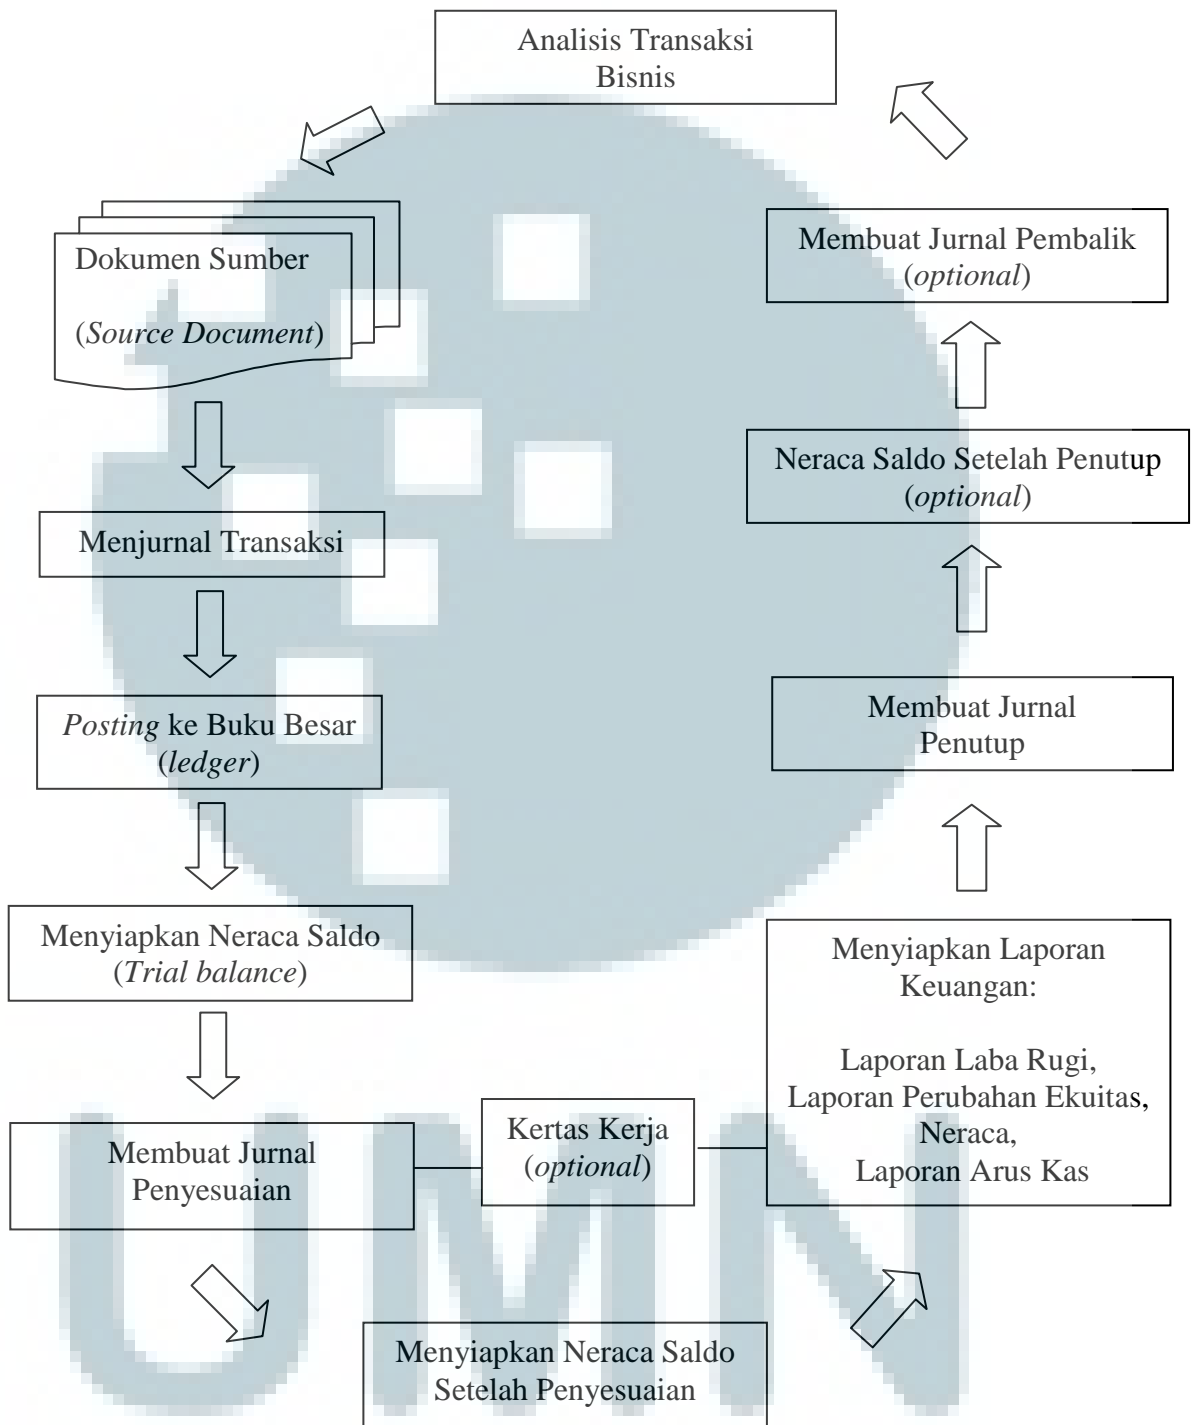 Analisis Transaksi
Bisnis
Dokumen Sumber
(Source Document)
Menjurnal Transaksi
Posting ke Buku Besar
(ledger)
Menyiapkan Neraca Saldo
(Trial balance)
Membuat Jurnal
Penyesuaian
Kertas Kerja
(optional)
Menyiapkan Neraca Saldo
Setelah Penyesuaian
Menyiapkan Laporan
Keuangan:
Laporan Laba Rugi,
Laporan Perubahan Ekuitas,
Neraca,
Laporan Arus Kas
Membuat Jurnal
Penutup
Neraca Saldo Setelah Penutup
(optional)
Membuat Jurnal Pembalik
(optional)
UMN